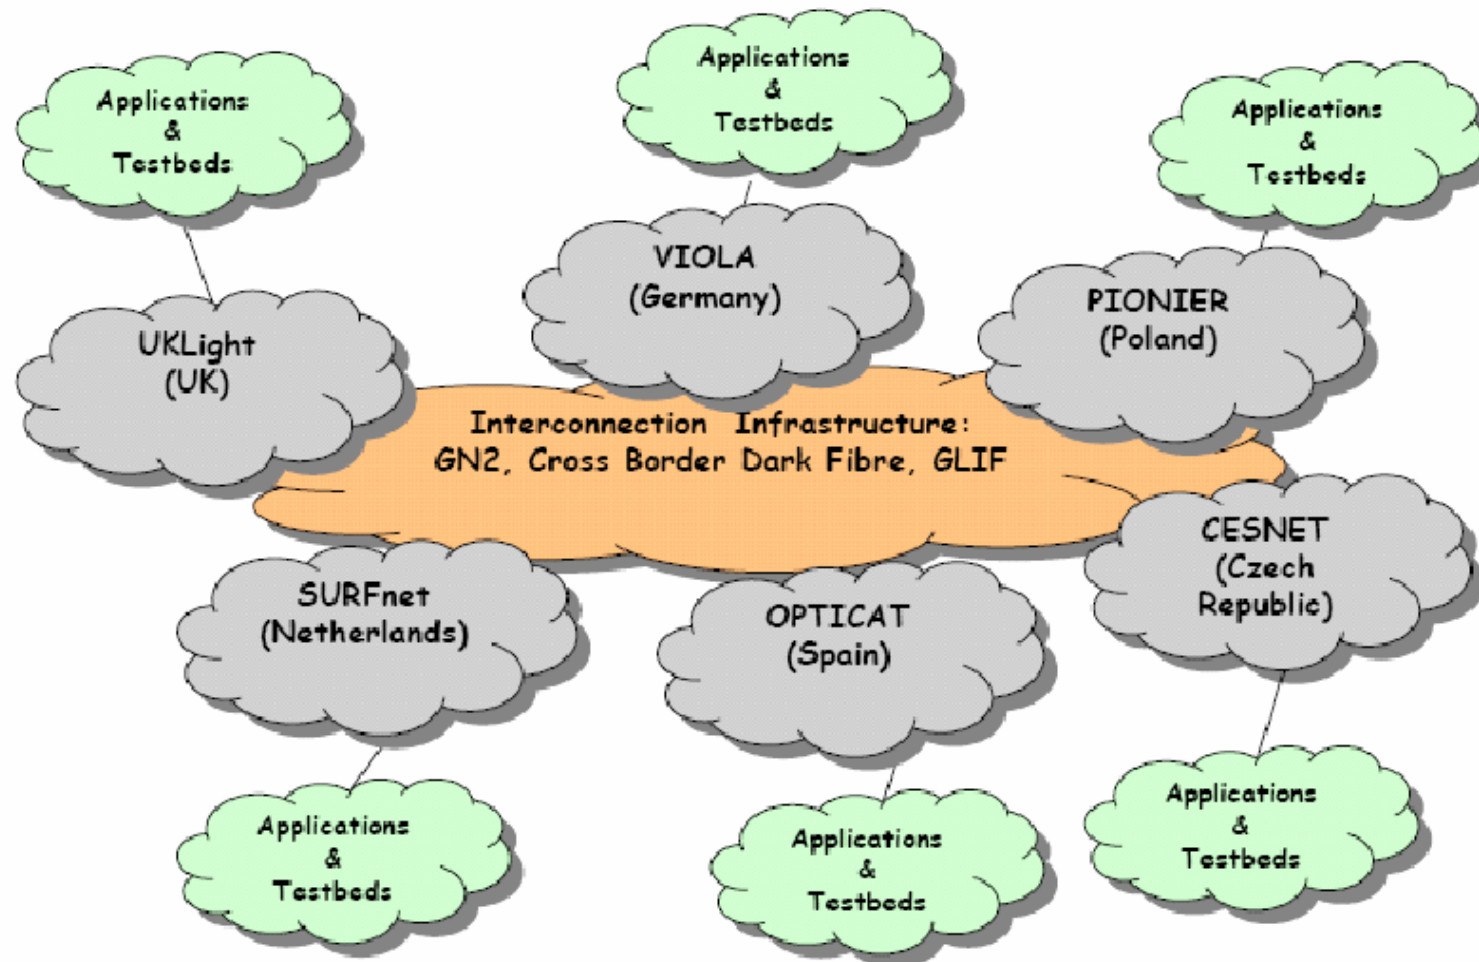 Applications
&
Testbeds
Applications
&
Testbeds
Applications
&
Testbeds
UKLight
(UK)
VIOLA
(Germany)
PIONIER
(Poland)
Interconnection Infrastructure:
GN2, Cross Border Dark Fibre, GLIF
SURFnet
(Netherlands)
OPTICAT
(Spain)
CESNET
(Czech
Republic)
Applications
&
Testbeds
Applications
&
Testbeds
Applications
&
Testbeds